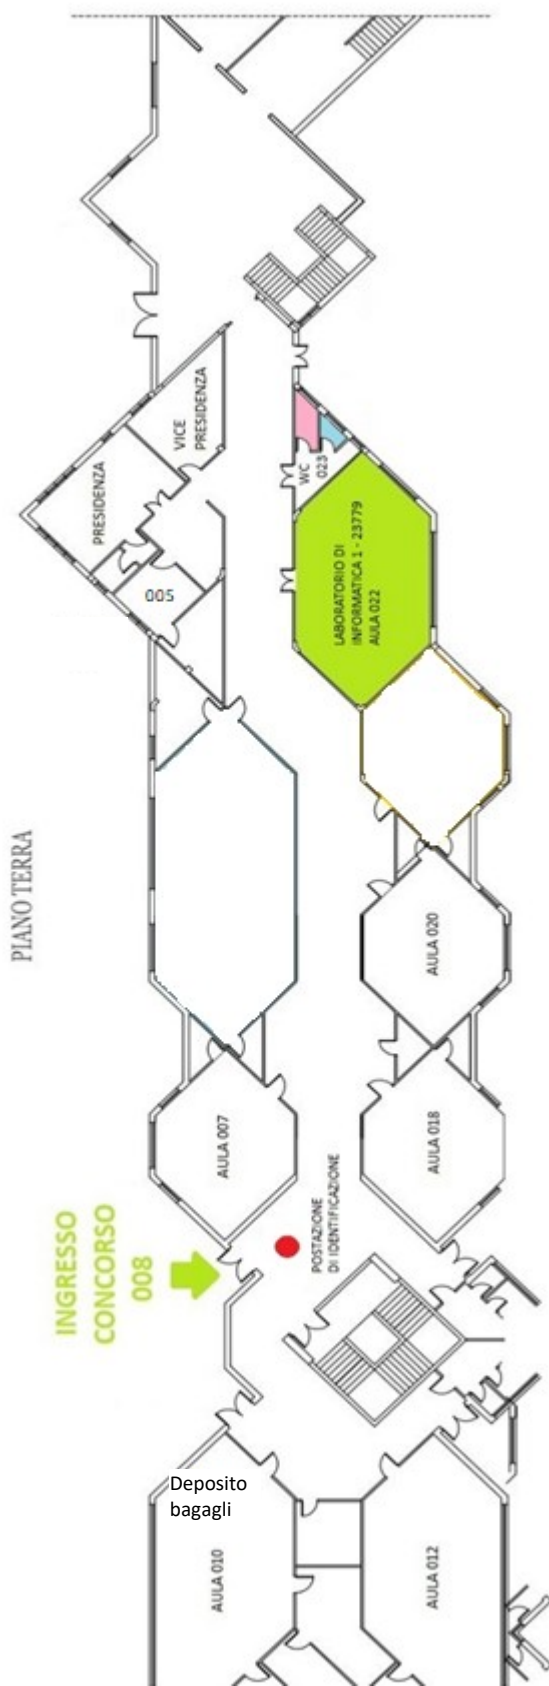 VICE
PRESIDENZA
PRESIDENZA
WC
023
005
LABORATORIO DI
INFORMATICA 1 - 23779
AULA 022
PIANO TERRA
AULA 020
AULA 007
AULA 018
INGRESSO
CONCORSO
008
POSTAZIONE
DI IDENTIFICAZIONE
Deposito
bagagli
AULA 010
AULA 012